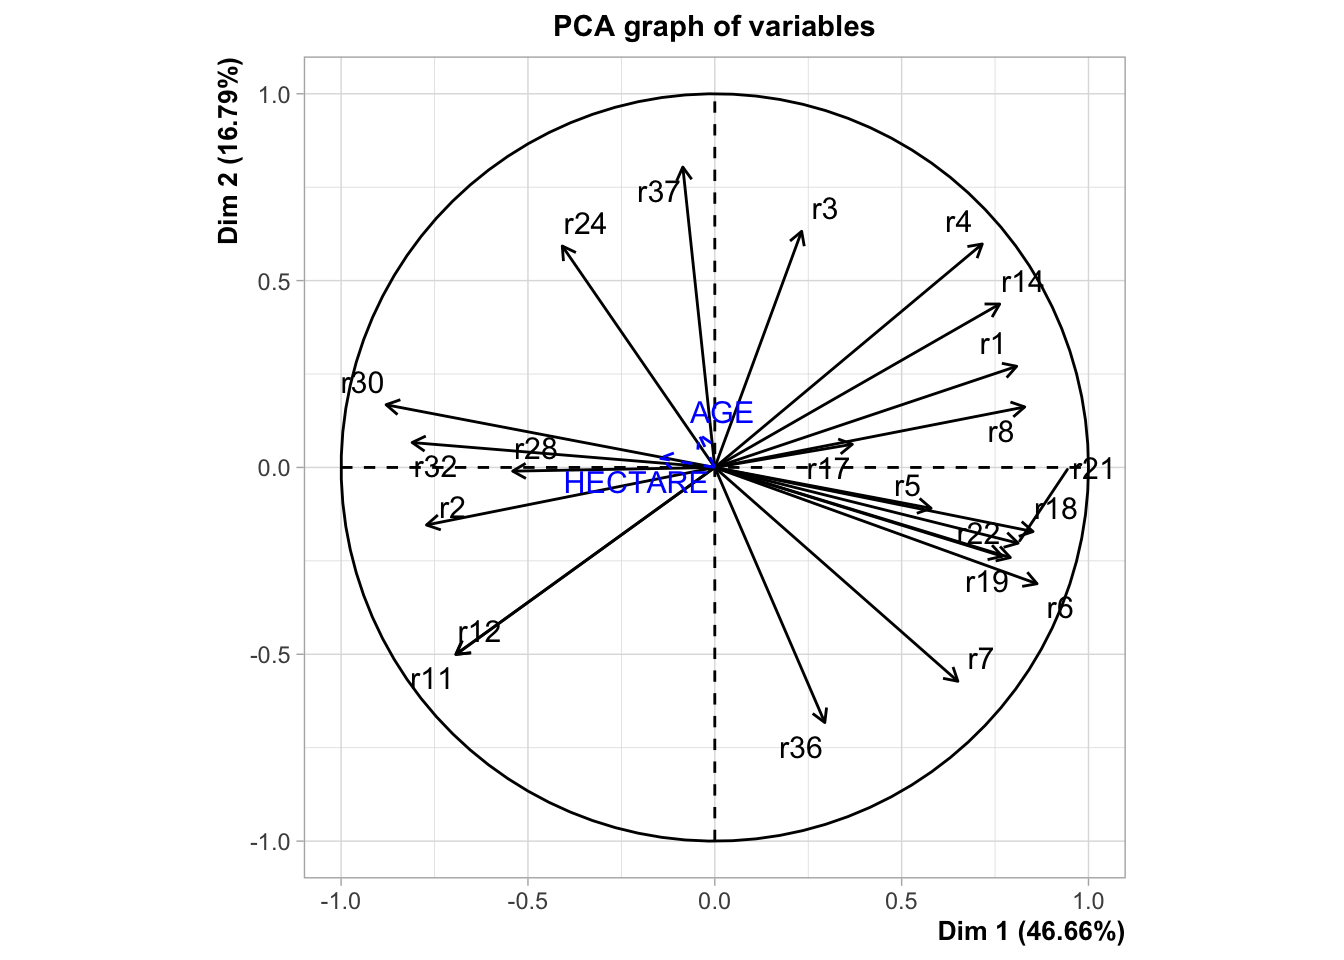 PCA graph of variables
Dim 2 (16.79%)
1.0
0.5
0.0
-0.5
-1.0
r37
r3
r24
r4
r14
r1
r30
AGE
r8
r28
r32
r17
r21
HECTARE
r5
r2
r18
r22
r19
r6
r12
r7
r11
r36
-1.0
-0.5
0.0
0.5
1.0
Dim 1 (46.66%)